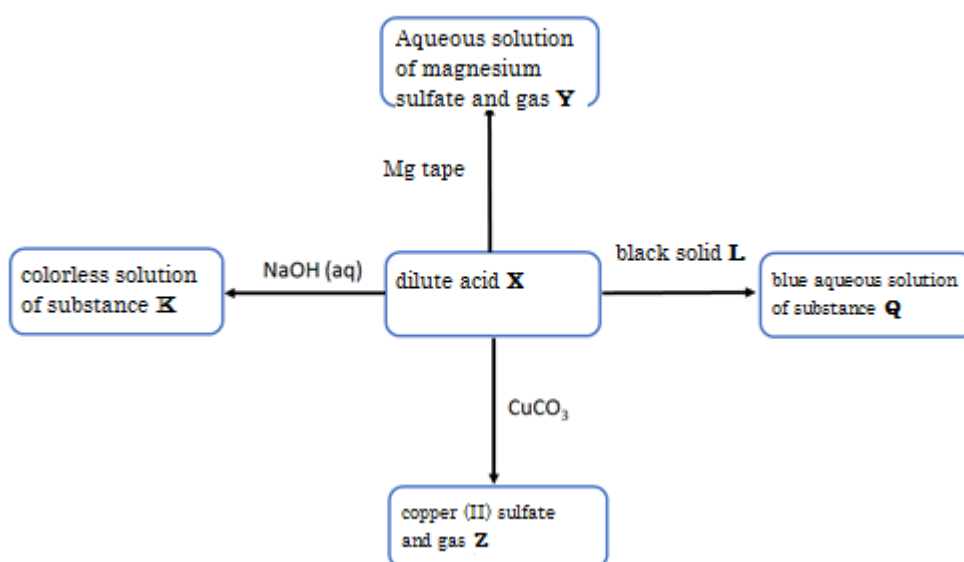 Aqueous solution
of magnesium
sulfate and gas Y
Mg tape
colorless solution
of substance K
NaOH (aq)
dilute acid X
black solid L
blue aqueous solution
of substance Q
CuCO₃
copper (II) sulfate
and gas Z